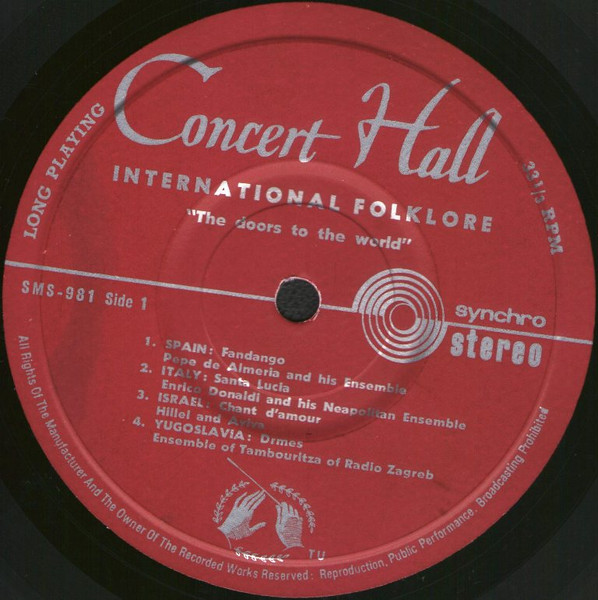 Concert Hall
LONG PLAYING
33 1/3 RPM
INTERNATIONAL FOLKLORE
"The doors to the world"
SMS-981 Side 1
synchro
stereo
1. SPAIN: Fandango
Pepe de Almeria and his Ensemble
2. ITALY: Santa Lucia
Enrico Donaldi and his Neapolitan Ensemble
3. ISRAEL: Chant d'amour
Hillel and Aviva
4. YUGOSLAVIA: Drmes
Ensemble of Tambouritza of Radio Zagreb
TU
All Rights Of The Manufacturer And The Owner Of The Recorded Works Reserved: Reproduction, Public Performance, Broadcasting Prohibited